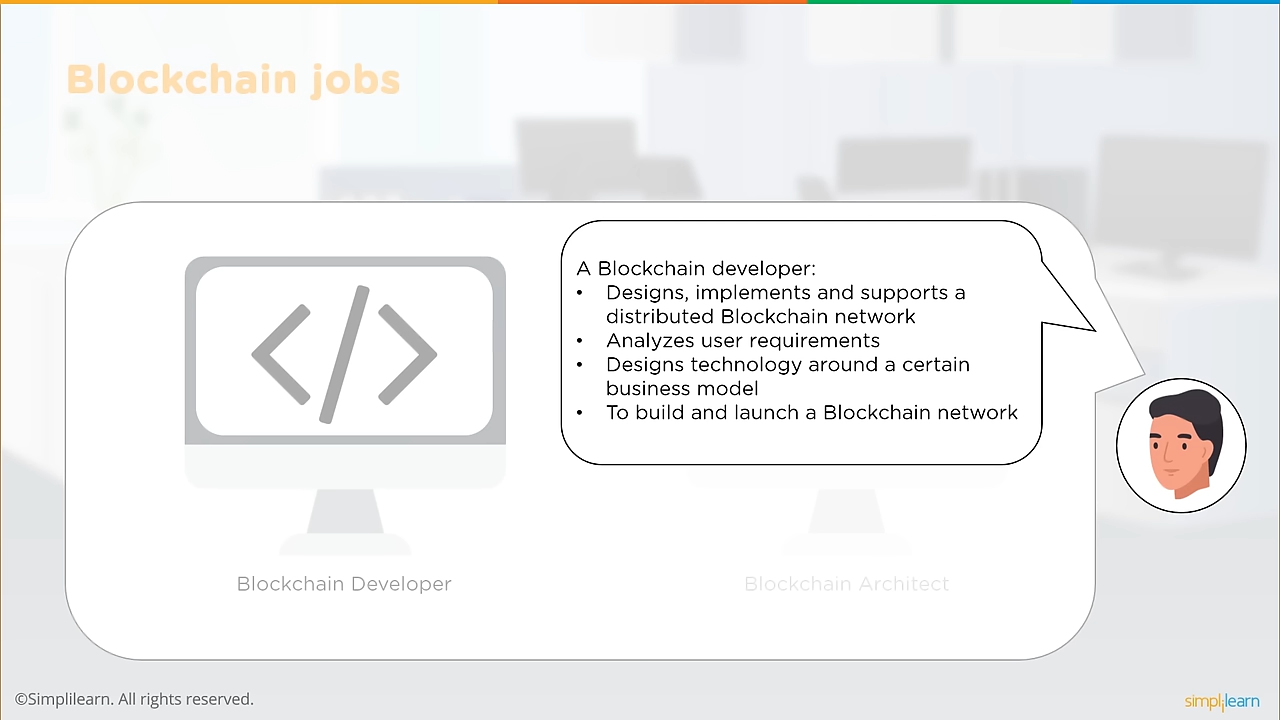 Blockchain jobs
A Blockchain developer:
• Designs, implements and supports a
distributed Blockchain network
• Analyzes user requirements
• Designs technology around a certain
business model
• To build and launch a Blockchain network
Blockchain Developer
Blockchain Architect
©Simplilearn. All rights reserved.
simplilearn